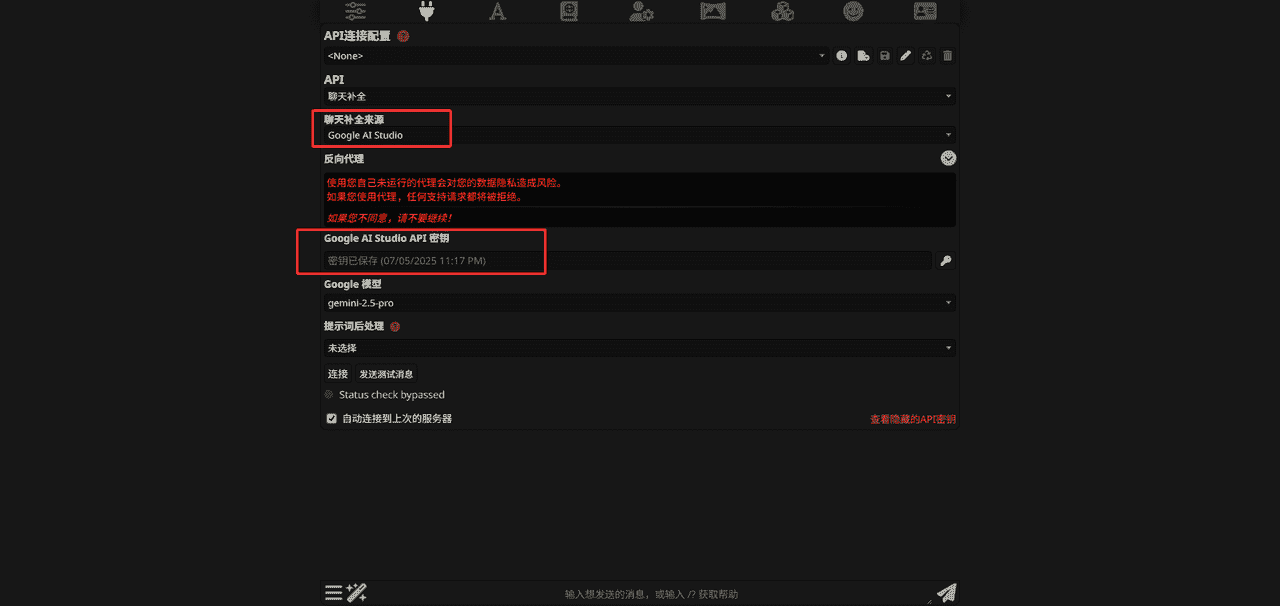 API连接配置
<None>
API
聊天补全
聊天补全来源
Google AI Studio
反向代理
使用您自己未运行的代理会对您的数据隐私造成风险。
如果您使用代理，任何支持请求都将被拒绝。
如果您不同意，请不要继续！
Google AI Studio API 密钥
密钥已保存 (07/05/2025 11:17 PM)
Google 模型
gemini-2.5-pro
提示词后处理
未选择
连接 发送测试消息
Status check bypassed
自动连接到上次的服务器 查看隐藏的API密钥
输入想发送的消息，或输入 /? 获取帮助